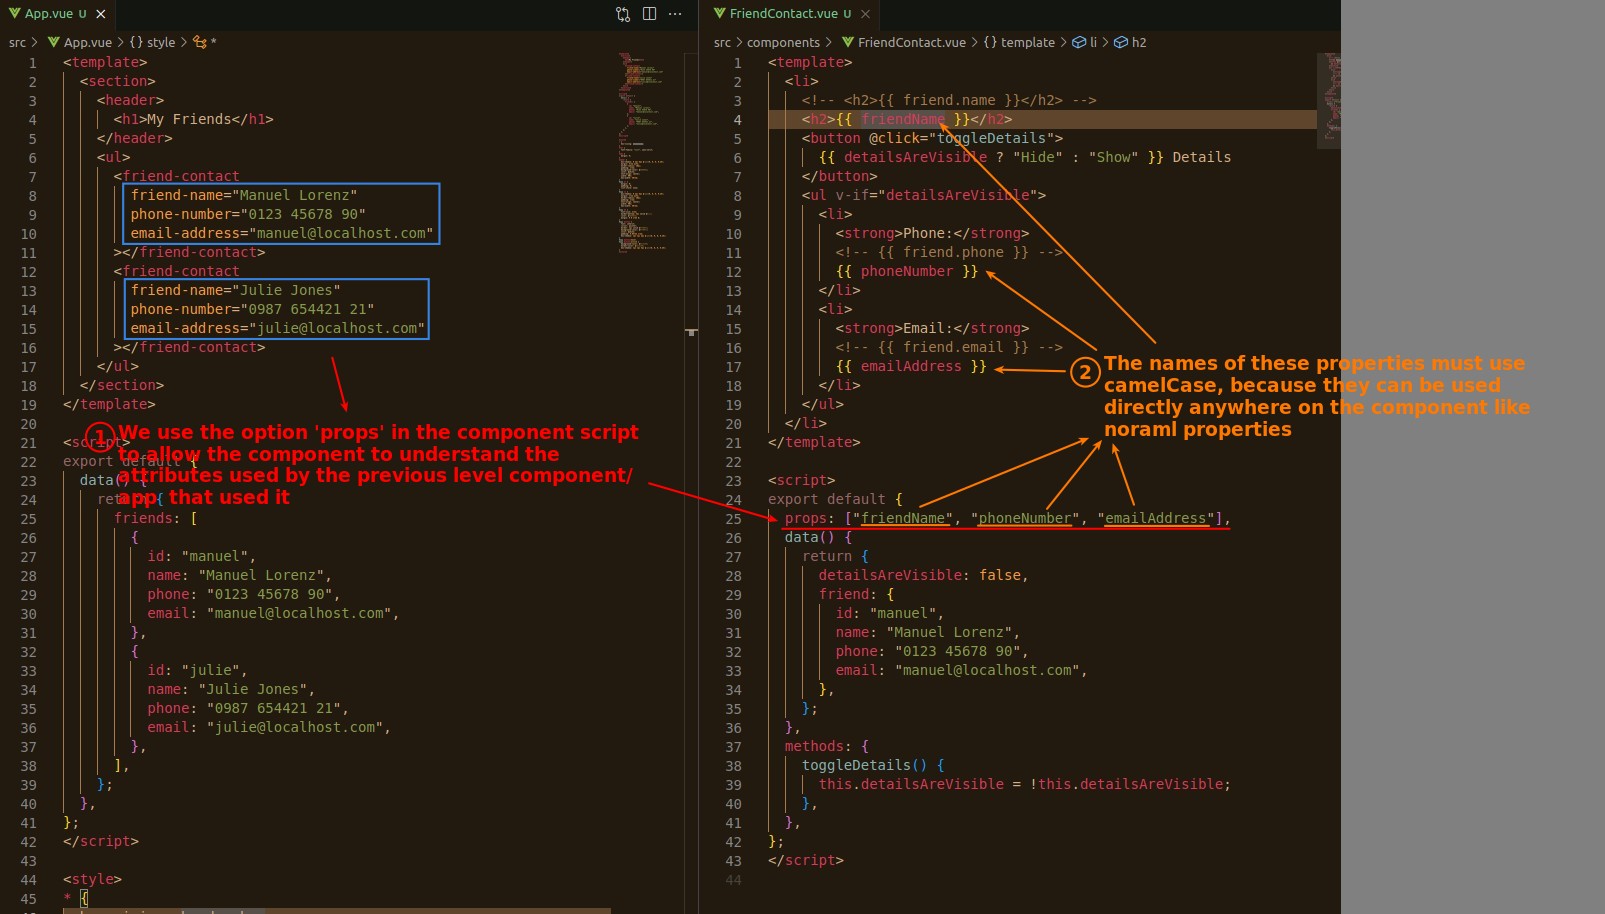 App.vue U
src > App.vue > {} style > *
1 <template>
2 <section>
3 <header>
4 <h1>My Friends</h1>
5 </header>
6 <ul>
7 <friend-contact
8 friend-name="Manuel Lorenz"
9 phone-number="0123 45678 90"
10 email-address="manuel@localhost.com"
11 ></friend-contact>
12 <friend-contact
13 friend-name="Julie Jones"
14 phone-number="0987 654421 21"
15 email-address="julie@localhost.com"
16 ></friend-contact>
17 </ul>
18 </section>
19 </template>
20
21 <script>
22 export default {
23 data() {
24 return {
25 friends: [
26 {
27 id: "manuel",
28 name: "Manuel Lorenz",
29 phone: "0123 45678 90",
30 email: "manuel@localhost.com",
31 },
32 {
33 id: "julie",
34 name: "Julie Jones",
35 phone: "0987 654421 21",
36 email: "julie@localhost.com",
37 },
38 ],
39 };
40 },
41 };
42 </script>
43
44 <style>
45 * {
1 We use the option 'props' in the component script
to allow the component to understand the
attributes used by the previous level component/
app that used it
FriendContact.vue U
src > components > FriendContact.vue > {} template > li > h2
1 <template>
2 <li>
3 <!-- <h2>{{ friend.name }}</h2> -->
4 <h2>{{ friendName }}</h2>
5 <button @click="toggleDetails">
6 {{ detailsAreVisible ? "Hide" : "Show" }} Details
7 </button>
8 <ul v-if="detailsAreVisible">
9 <li>
10 <strong>Phone:</strong>
11 <!-- {{ friend.phone }} -->
12 {{ phoneNumber }}
13 </li>
14 <li>
15 <strong>Email:</strong>
16 <!-- {{ friend.email }} -->
17 {{ emailAddress }}
18 </li>
19 </ul>
20 </li>
21 </template>
22
23 <script>
24 export default {
25 props: ["friendName", "phoneNumber", "emailAddress"],
26 data() {
27 return {
28 detailsAreVisible: false,
29 friend: {
30 id: "manuel",
31 name: "Manuel Lorenz",
32 phone: "0123 45678 90",
33 email: "manuel@localhost.com",
34 },
35 };
36 },
37 methods: {
38 toggleDetails() {
39 this.detailsAreVisible = !this.detailsAreVisible;
40 },
41 },
42 };
43 </script>
44
2 The names of these properties must use
camelCase, because they can be used
directly anywhere on the component like
noraml properties